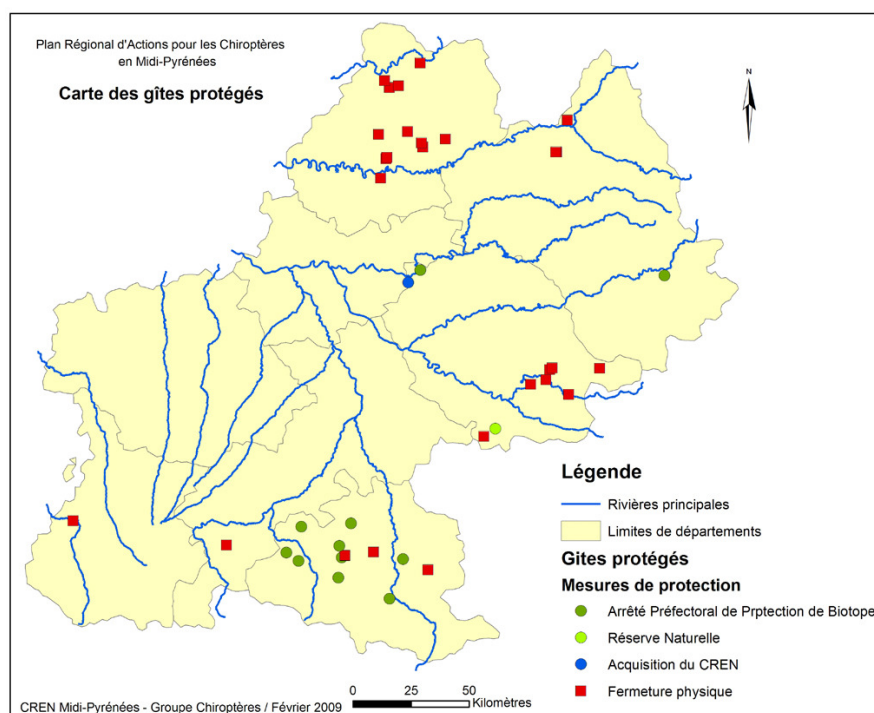 Plan Régional d'Actions pour les Chiroptères
en Midi-Pyrénées
Carte des gîtes protégés
N
Légende
Rivières principales
Limites de départements
Gites protégés
Mesures de protection
Arrêté Préfectoral de Prptection de Biotope
Réserve Naturelle
Acquisition du CREN
Fermeture physique
CREN Midi-Pyrénées - Groupe Chiroptères / Février 2009
0 25 50
Kilomètres